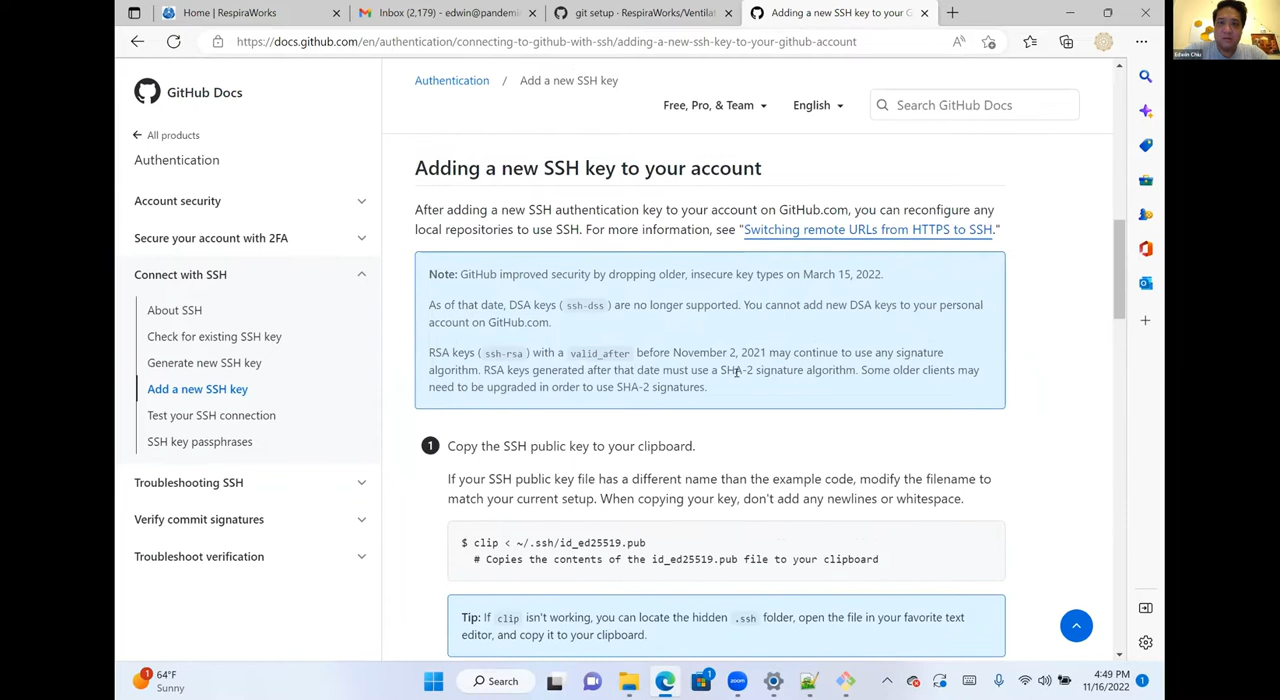 Home | RespiraWorks
Inbox (2,179) - edwin@pandemi
git setup · RespiraWorks/Ventilat
Adding a new SSH key to your G
https://docs.github.com/en/authentication/connecting-to-github-with-ssh/adding-a-new-ssh-key-to-your-github-account
Edwin Chiu
GitHub Docs
All products
Authentication
Account security
Secure your account with 2FA
Connect with SSH
About SSH
Check for existing SSH key
Generate new SSH key
Add a new SSH key
Test your SSH connection
SSH key passphrases
Troubleshooting SSH
Verify commit signatures
Troubleshoot verification
Authentication / Add a new SSH key
Free, Pro, & Team English Search GitHub Docs
Adding a new SSH key to your account
After adding a new SSH authentication key to your account on GitHub.com, you can reconfigure any
local repositories to use SSH. For more information, see "Switching remote URLs from HTTPS to SSH."
Note: GitHub improved security by dropping older, insecure key types on March 15, 2022.
As of that date, DSA keys ( ssh-dss ) are no longer supported. You cannot add new DSA keys to your personal
account on GitHub.com.
RSA keys ( ssh-rsa ) with a valid_after before November 2, 2021 may continue to use any signature
algorithm. RSA keys generated after that date must use a SHA-2 signature algorithm. Some older clients may
need to be upgraded in order to use SHA-2 signatures.
1 Copy the SSH public key to your clipboard.
If your SSH public key file has a different name than the example code, modify the filename to
match your current setup. When copying your key, don't add any newlines or whitespace.
$ clip < ~/.ssh/id_ed25519.pub
# Copies the contents of the id_ed25519.pub file to your clipboard
Tip: If clip isn't working, you can locate the hidden .ssh folder, open the file in your favorite text
editor, and copy it to your clipboard.
1
64°F
Sunny
Search
1
zoom
4:49 PM
11/16/2022
1